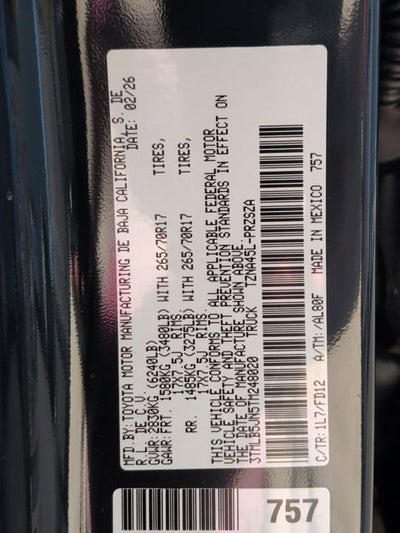 MFD.BY: TOYOTA MOTOR MANUFACTURING DE BAJA CALIFORNIA, S. DE
R.L. DE C.V. DATE: 02/26
GVWR: 2830KG (6240LB)
GAWR: FRT. 1580KG (3480LB) WITH 265/70R17 TIRES,
17X7.5J RIMS,
RR. 1485KG (3275LB) WITH 265/70R17 TIRES,
17X7.5J RIMS.
THIS VEHICLE CONFORMS TO ALL APPLICABLE FEDERAL MOTOR
VEHICLE SAFETY AND THEFT PREVENTION STANDARDS IN EFFECT ON
THE DATE OF MANUFACTURE SHOWN ABOVE.
3TMLB5JN5TM248020 TRUCK TZNA45L-PRZSZA
C/TR: 1L7/FD12 A/TM: /AL80F MADE IN MEXICO 757
757